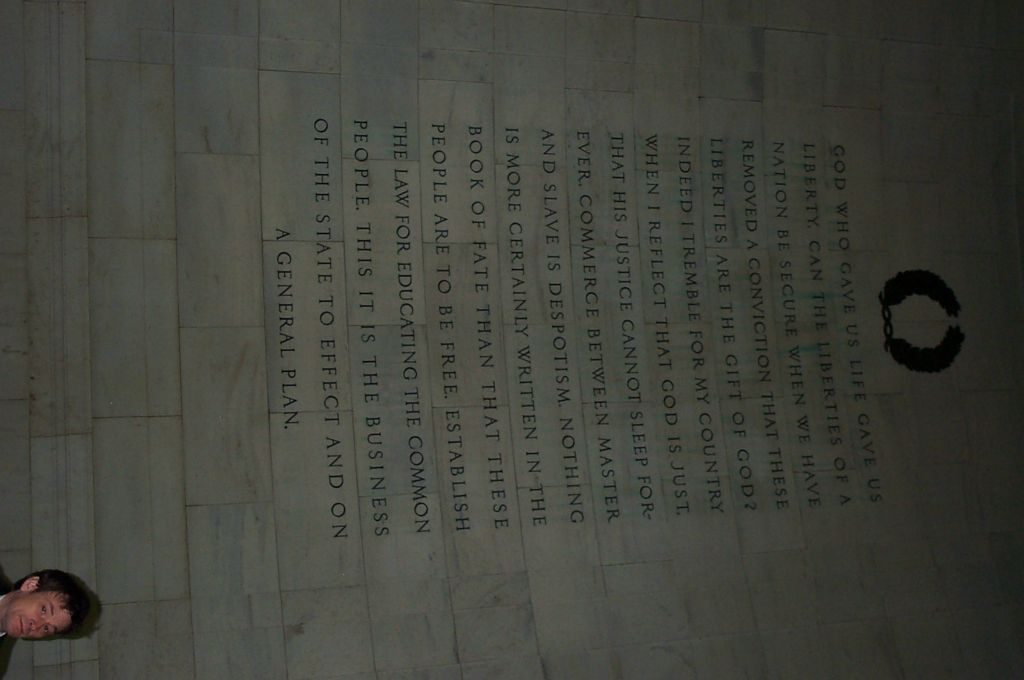 GOD WHO GAVE US LIFE GAVE US
LIBERTY. CAN THE LIBERTIES OF A
NATION BE SECURE WHEN WE HAVE
REMOVED A CONVICTION THAT THESE
LIBERTIES ARE THE GIFT OF GOD?
INDEED I TREMBLE FOR MY COUNTRY
WHEN I REFLECT THAT GOD IS JUST,
THAT HIS JUSTICE CANNOT SLEEP FOR-
EVER. COMMERCE BETWEEN MASTER
AND SLAVE IS DESPOTISM. NOTHING
IS MORE CERTAINLY WRITTEN IN THE
BOOK OF FATE THAN THAT THESE
PEOPLE ARE TO BE FREE. ESTABLISH
THE LAW FOR EDUCATING THE COMMON
PEOPLE. THIS IT IS THE BUSINESS
OF THE STATE TO EFFECT AND ON
A GENERAL PLAN.